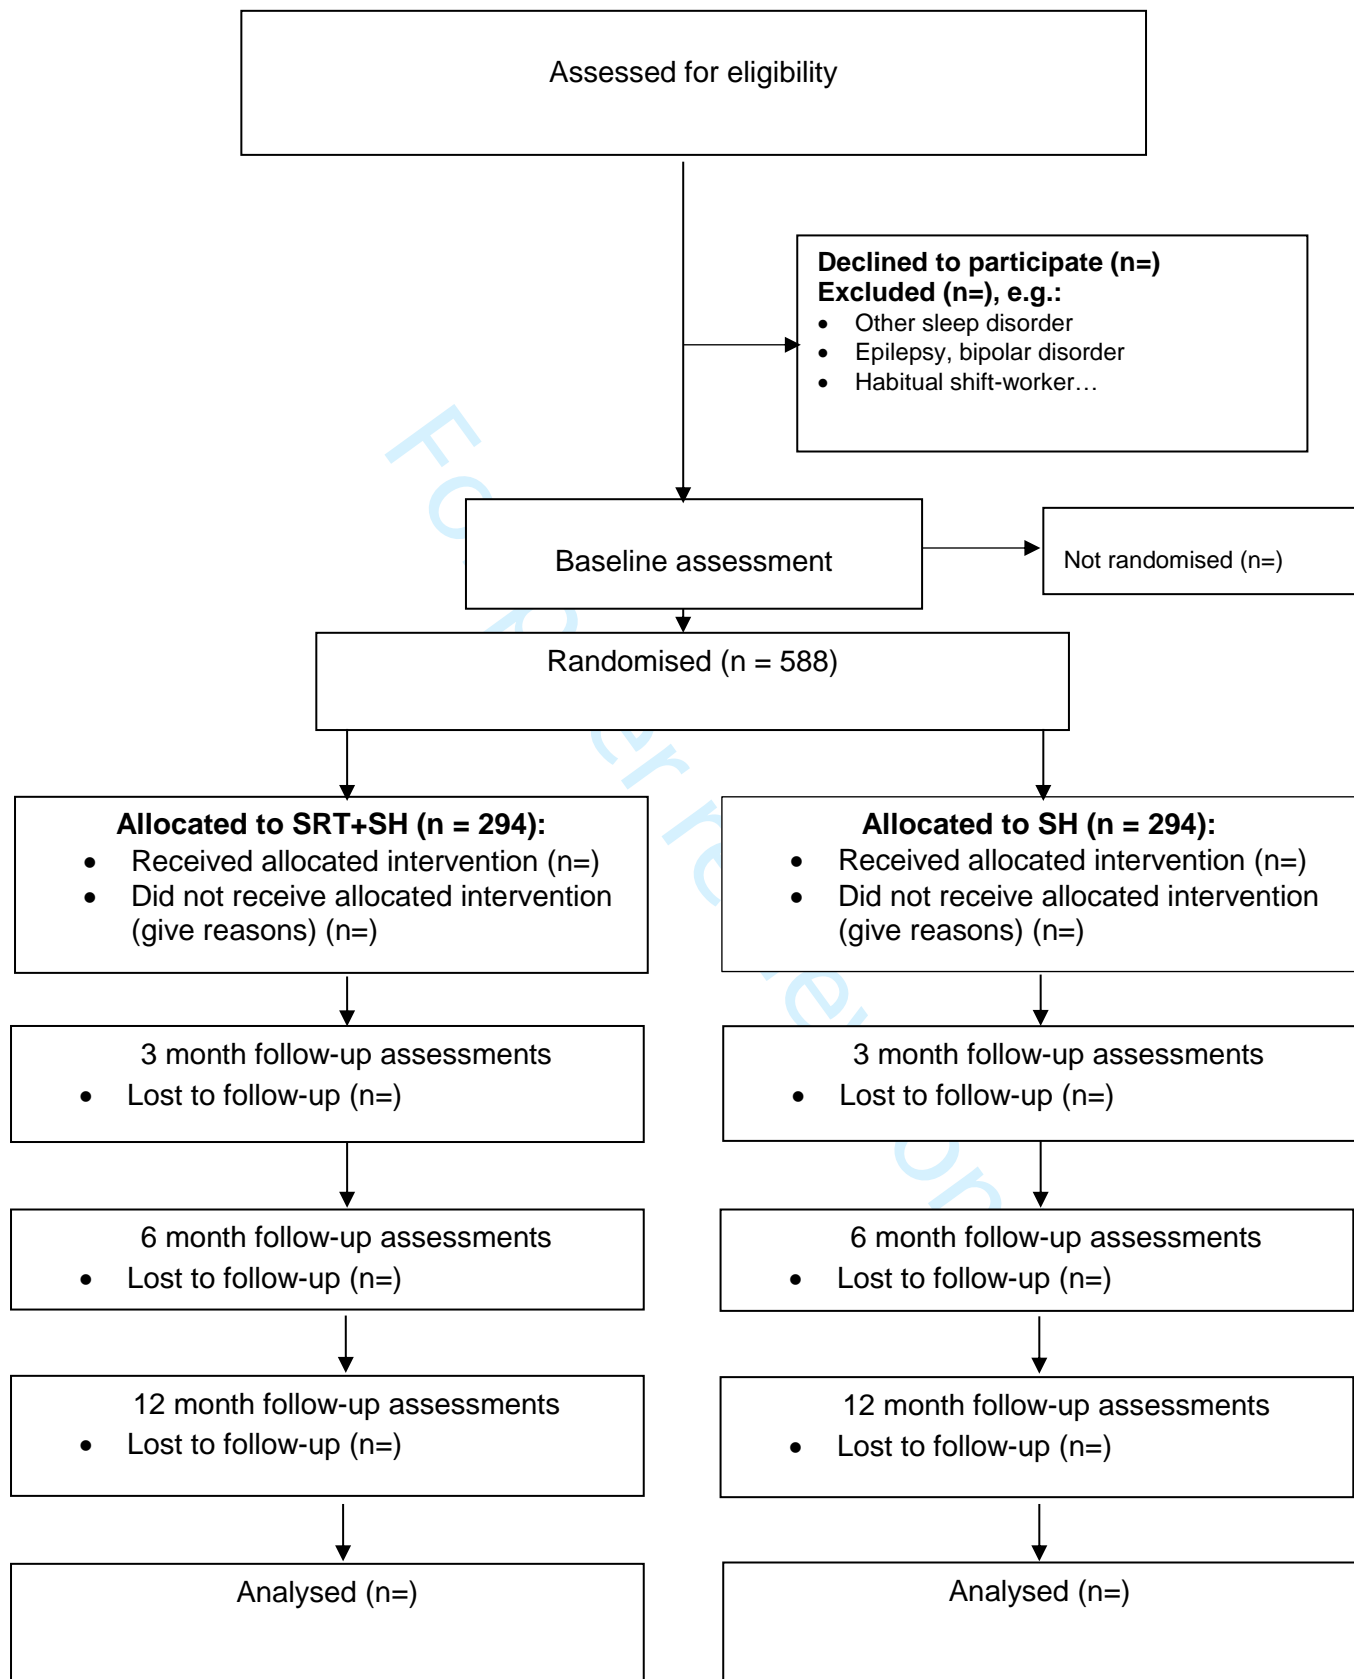 Assessed for eligibility
Declined to participate (n=)
Excluded (n=), e.g.:
• Other sleep disorder
• Epilepsy, bipolar disorder
• Habitual shift-worker…
Baseline assessment
Not randomised (n=)
Randomised (n = 588)
Allocated to SRT+SH (n = 294):
• Received allocated intervention (n=)
• Did not receive allocated intervention
(give reasons) (n=)
Allocated to SH (n = 294):
• Received allocated intervention (n=)
• Did not receive allocated intervention
(give reasons) (n=)
3 month follow-up assessments
• Lost to follow-up (n=)
3 month follow-up assessments
• Lost to follow-up (n=)
6 month follow-up assessments
• Lost to follow-up (n=)
6 month follow-up assessments
• Lost to follow-up (n=)
12 month follow-up assessments
• Lost to follow-up (n=)
12 month follow-up assessments
• Lost to follow-up (n=)
Analysed (n=)
Analysed (n=)